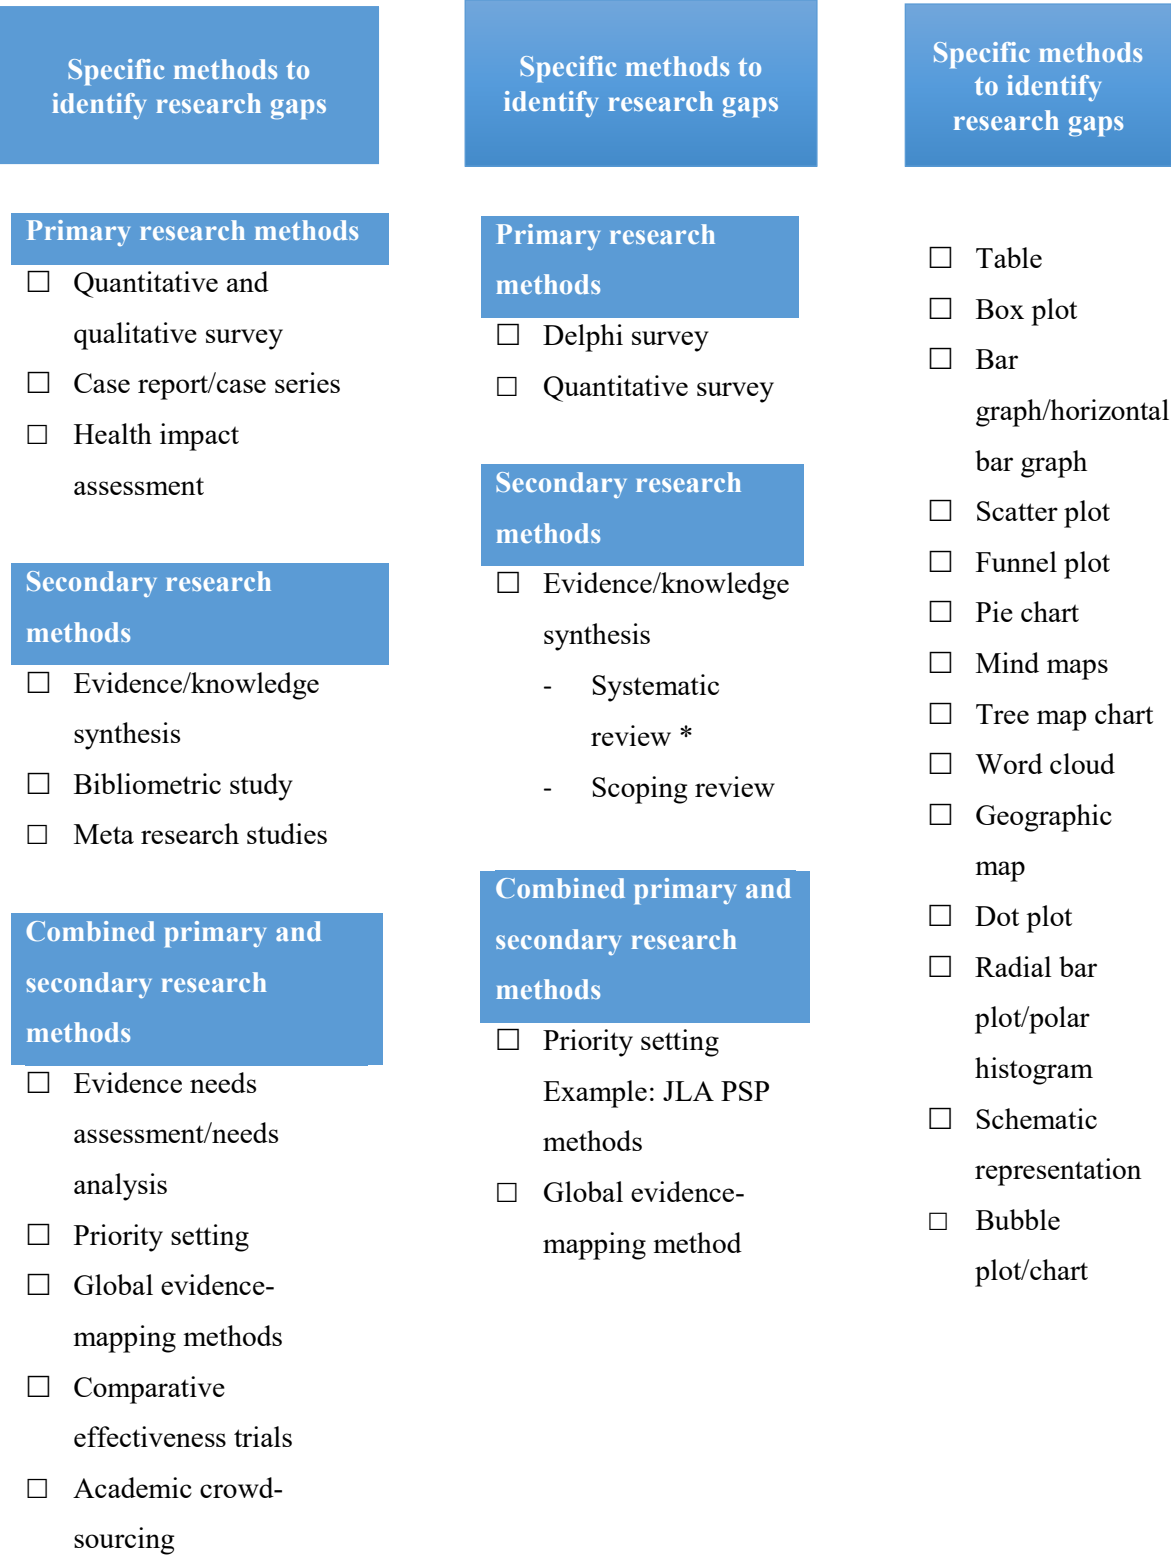 Specific methods to
identify research gaps
Primary research methods
☐ Quantitative and
qualitative survey
☐ Case report/case series
☐ Health impact
assessment
Secondary research
methods
☐ Evidence/knowledge
synthesis
☐ Bibliometric study
☐ Meta research studies
Combined primary and
secondary research
methods
☐ Evidence needs
assessment/needs
analysis
☐ Priority setting
☐ Global evidence-
mapping methods
☐ Comparative
effectiveness trials
☐ Academic crowd-
sourcing
Specific methods to
identify research gaps
Primary research
methods
☐ Delphi survey
☐ Quantitative survey
Secondary research
methods
☐ Evidence/knowledge
synthesis
- Systematic
review *
- Scoping review
Combined primary and
secondary research
methods
☐ Priority setting
Example: JLA PSP
methods
☐ Global evidence-
mapping method
Specific methods
to identify
research gaps
☐ Table
☐ Box plot
☐ Bar
graph/horizontal
bar graph
☐ Scatter plot
☐ Funnel plot
☐ Pie chart
☐ Mind maps
☐ Tree map chart
☐ Word cloud
☐ Geographic
map
☐ Dot plot
☐ Radial bar
plot/polar
histogram
☐ Schematic
representation
☐ Bubble
plot/chart